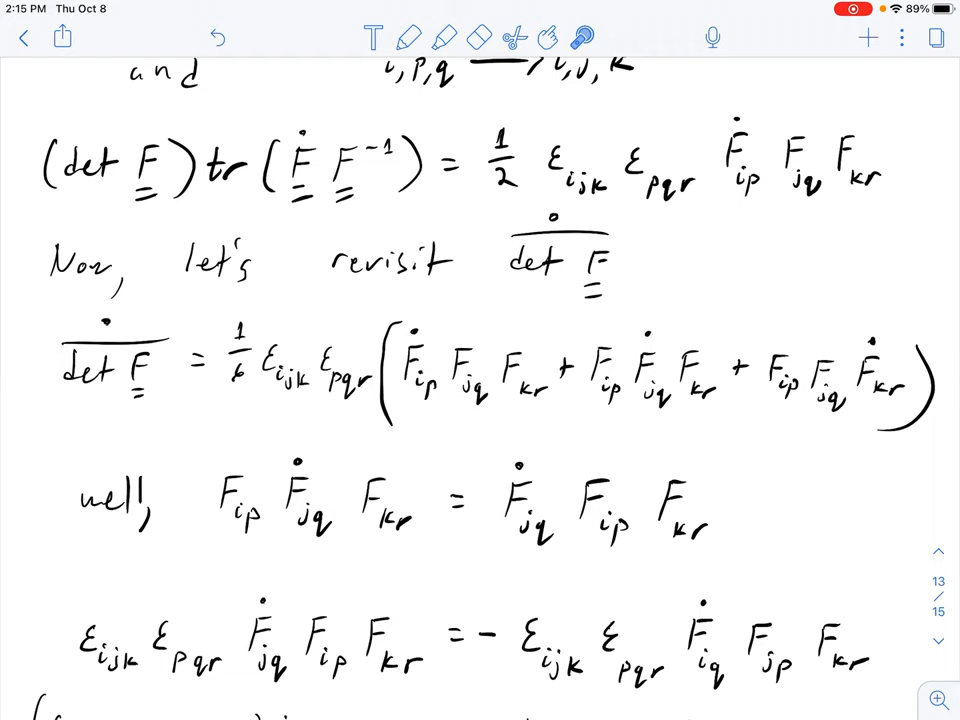 2:15 PM Thu Oct 8 89%
and i,p,q → i,j,k
(det F̳) tr(Ḟ̳ F̳⁻¹) = 1/2 ε_ijk ε_pqr Ḟ_ip F_jq F_kr
Now, let's revisit det F̳
det F̳ = 1/6 ε_ijk ε_pqr (Ḟ_ip F_jq F_kr + F_ip Ḟ_jq F_kr + F_ip F_jq Ḟ_kr)
well, F_ip Ḟ_jq F_kr = Ḟ_jq F_ip F_kr
ε_ijk ε_pqr Ḟ_jq F_ip F_kr = - ε_ijk ε_pqr Ḟ_iq F_jp F_kr
13
/
15